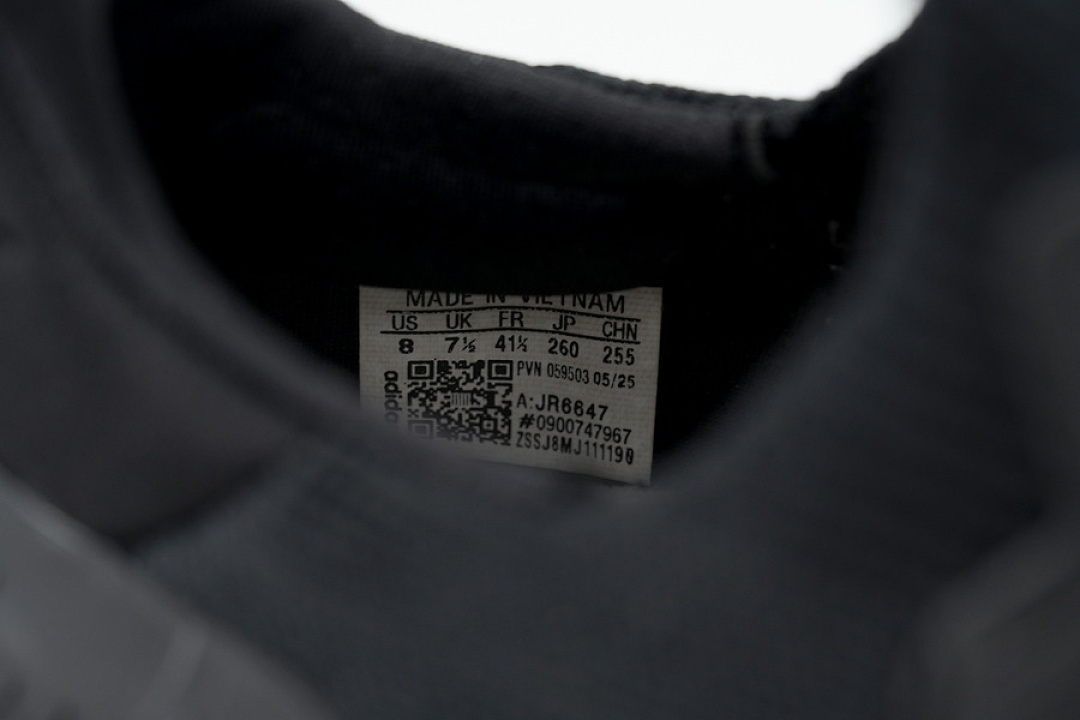 MADE IN VIETNAM
US UK FR JP CHN
8 7½ 41⅓ 260 255
PVN 059503 05/25
adidas
A:JR6647
#0900747967
ZSSJ8MJ111190